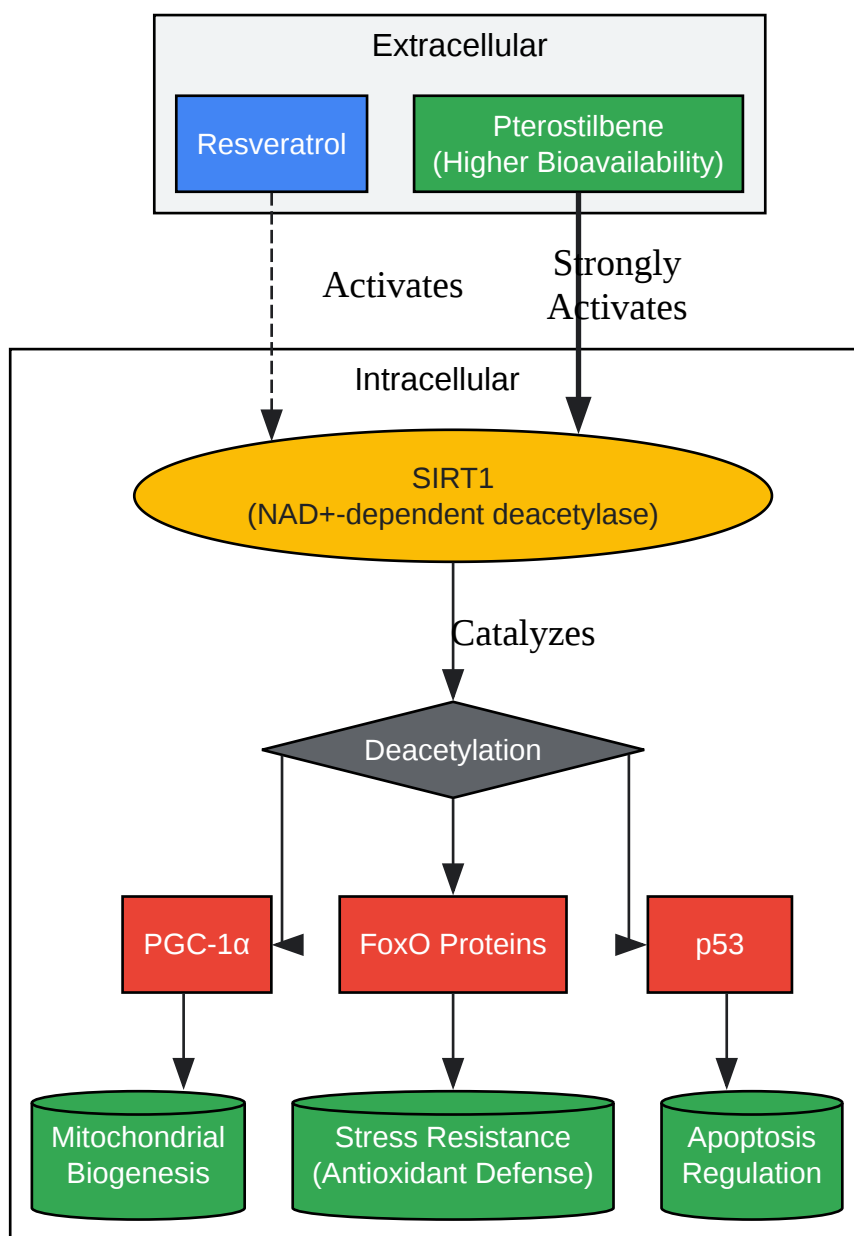 Extracellular
Resveratrol
Pterostilbene
(Higher Bioavailability)
Activates
Strongly
Activates
Intracellular
SIRT1
(NAD+-dependent deacetylase)
Catalyzes
Deacetylation
PGC-1α
FoxO Proteins
p53
Mitochondrial
Biogenesis
Stress Resistance
(Antioxidant Defense)
Apoptosis
Regulation